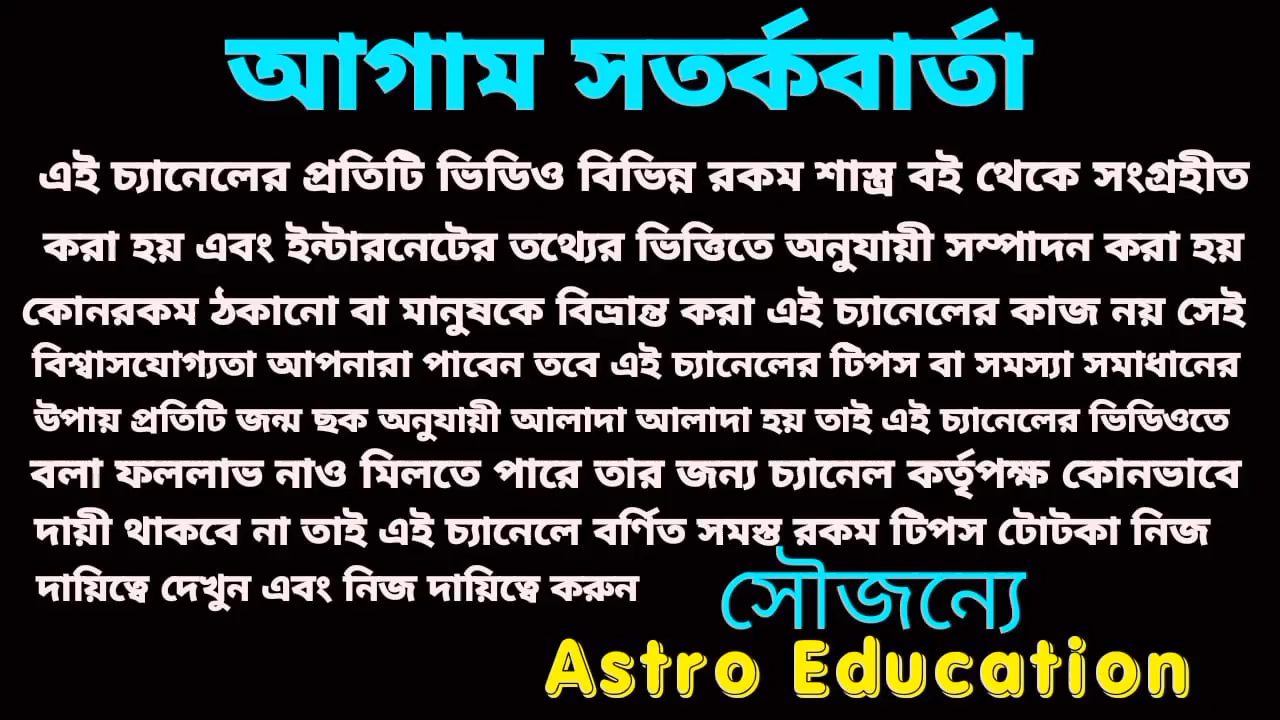 আগাম সতর্কবার্তা
এই চ্যানেলের প্রতিটি ভিডিও বিভিন্ন রকম শাস্ত্র বই থেকে সংগ্রহীত
করা হয় এবং ইন্টারনেটের তথ্যের ভিত্তিতে অনুযায়ী সম্পাদন করা হয়
কোনরকম ঠকানো বা মানুষকে বিভ্রান্ত করা এই চ্যানেলের কাজ নয় সেই
বিশ্বাসযোগ্যতা আপনারা পাবেন তবে এই চ্যানেলের টিপস বা সমস্যা সমাধানের
উপায় প্রতিটি জন্ম ছক অনুযায়ী আলাদা আলাদা হয় তাই এই চ্যানেলের ভিডিওতে
বলা ফললাভ নাও মিলতে পারে তার জন্য চ্যানেল কর্তৃপক্ষ কোনভাবে
দায়ী থাকবে না তাই এই চ্যানেলে বর্ণিত সমস্ত রকম টিপস টোটকা নিজ
দায়িত্বে দেখুন এবং নিজ দায়িত্বে করুন
সৌজন্যে
Astro Education